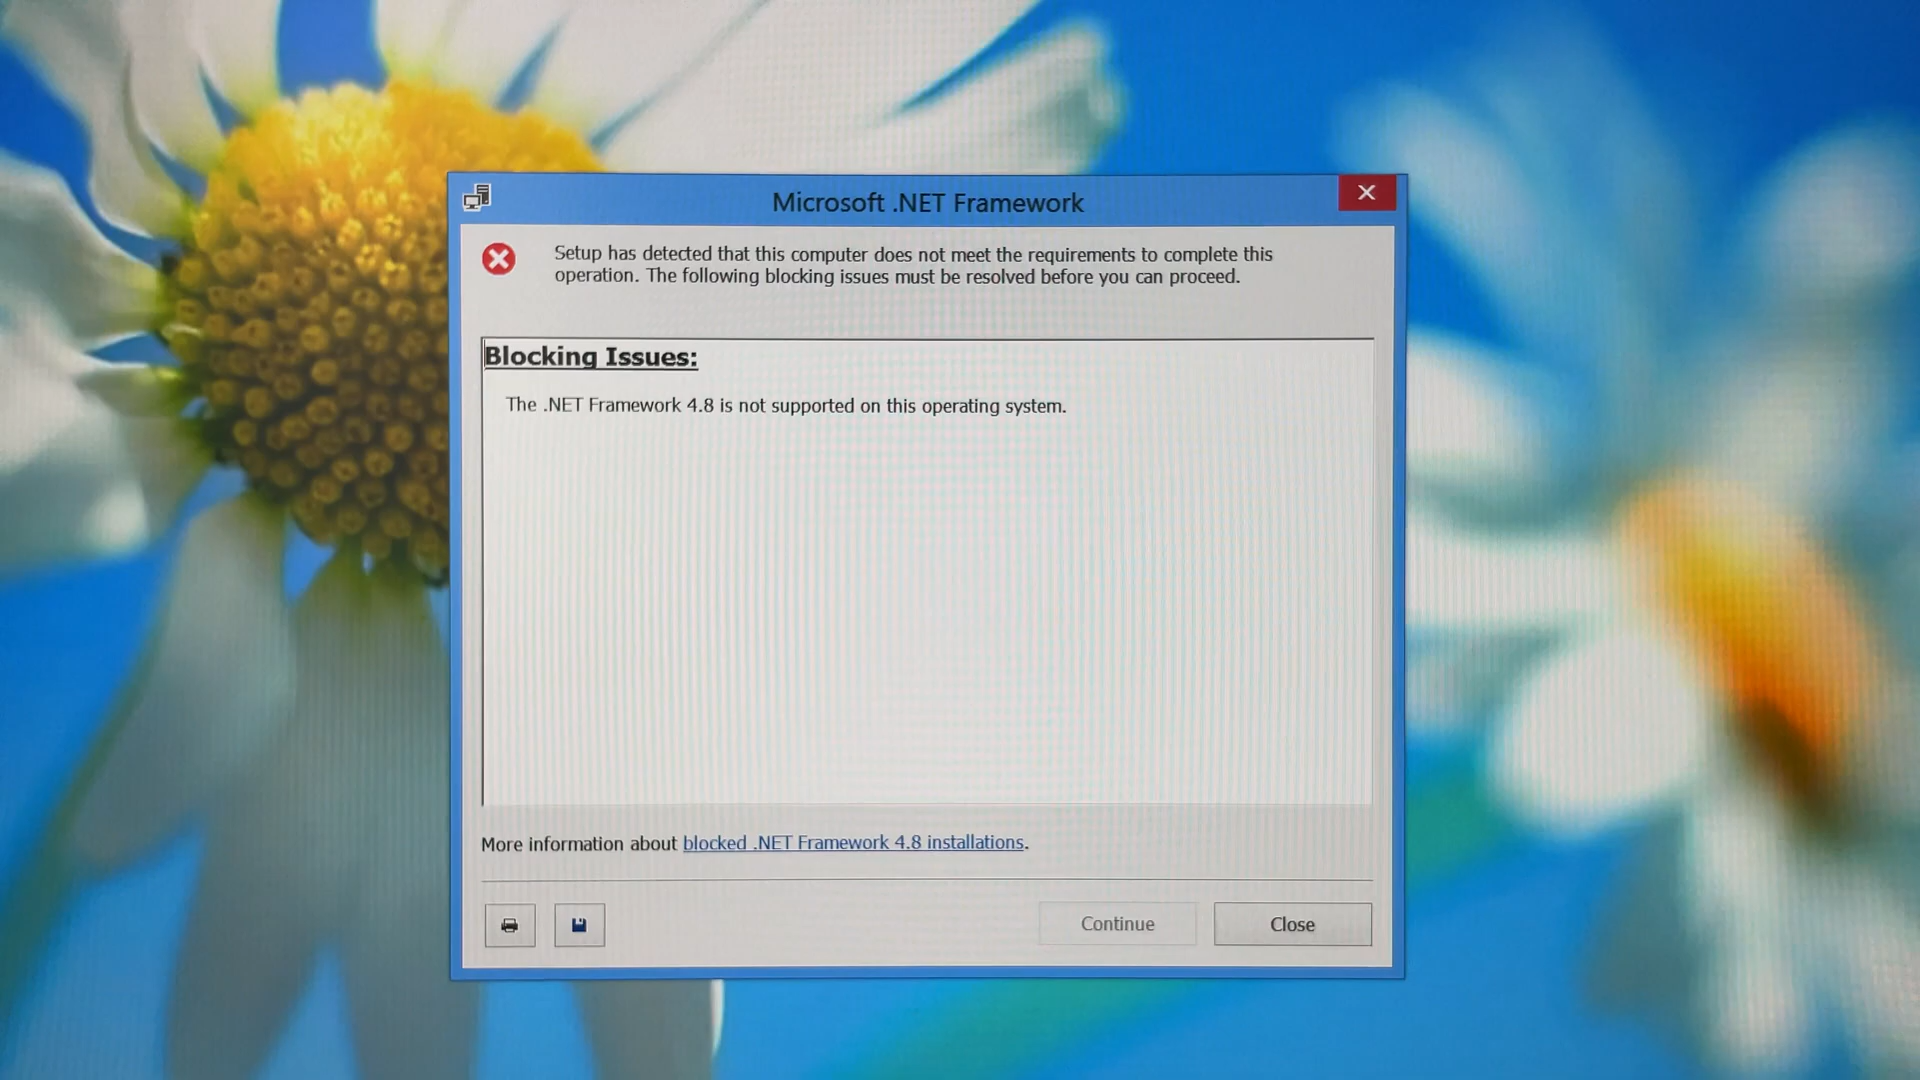 Microsoft .NET Framework
Setup has detected that this computer does not meet the requirements to complete this
operation. The following blocking issues must be resolved before you can proceed.
Blocking Issues:
The .NET Framework 4.8 is not supported on this operating system.
More information about blocked .NET Framework 4.8 installations.
Continue
Close